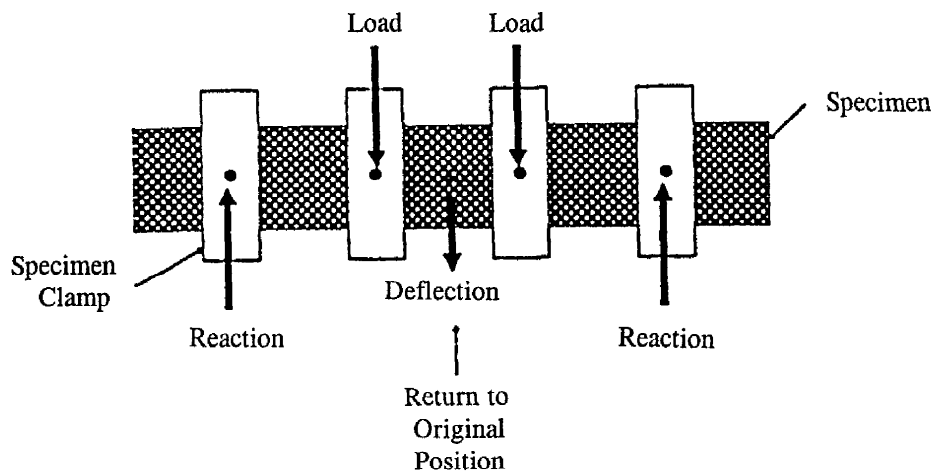 Load
Load
Specimen
Specimen
Clamp
Deflection
Reaction
Reaction
Return to
Original
Position